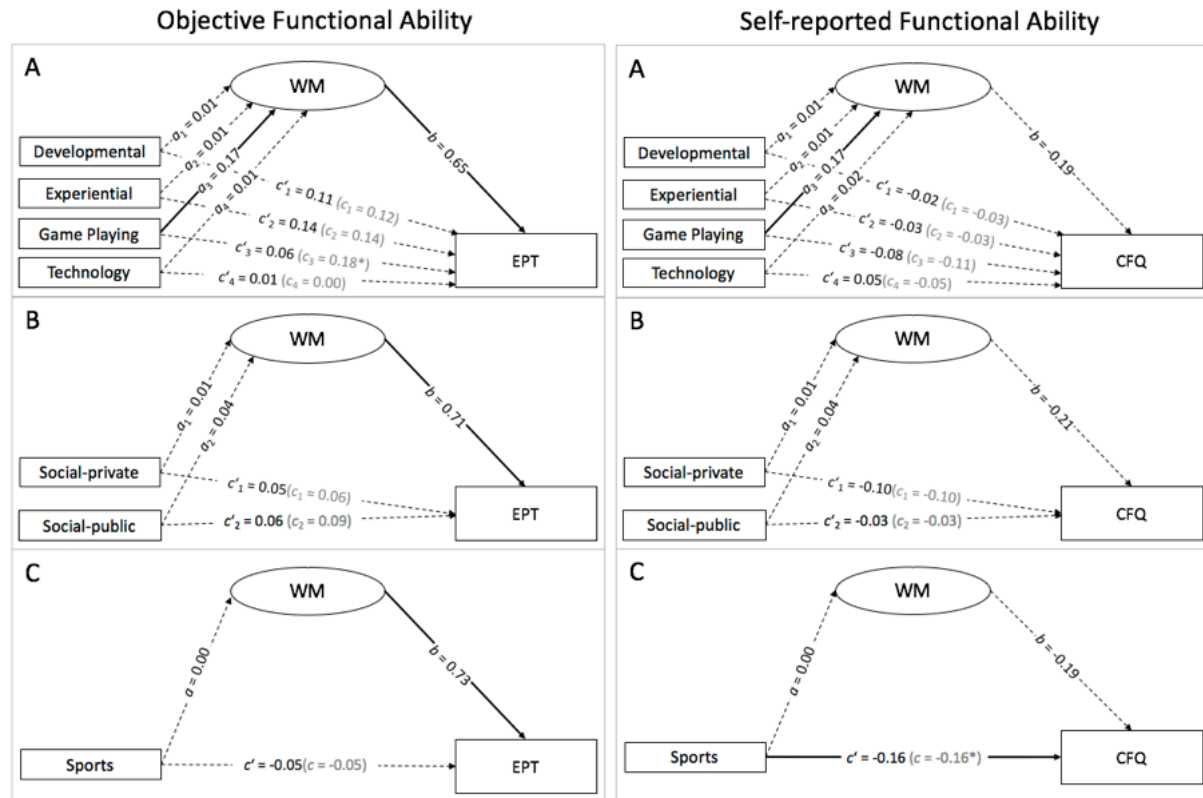 Objective Functional Ability
A
WM
a₁ = 0.01
a₂ = 0.01
a₃ = 0.17
a₄ = 0.01
b = 0.65
Developmental
Experiential
Game Playing
Technology
c'₁ = 0.11 (c₁ = 0.12)
c'₂ = 0.14 (c₂ = 0.14)
c'₃ = 0.06 (c₃ = 0.18*)
c'₄ = 0.01 (c₄ = 0.00)
EPT
B
WM
a₁ = 0.01
a₂ = 0.04
b = 0.71
Social-private
Social-public
c'₁ = 0.05(c₁ = 0.06)
c'₂ = 0.06 (c₂ = 0.09)
EPT
C
WM
a = 0.00
b = 0.73
Sports
c' = -0.05(c = -0.05)
EPT
Self-reported Functional Ability
A
WM
a₁ = 0.01
a₂ = 0.01
a₃ = 0.17
a₄ = 0.02
b = -0.19
Developmental
Experiential
Game Playing
Technology
c'₁ = -0.02 (c₁ = -0.03)
c'₂ = -0.03 (c₂ = -0.03)
c'₃ = -0.08 (c₃ = -0.11)
c'₄ = 0.05(c₄ = -0.05)
CFQ
B
WM
a₁ = 0.01
a₂ = 0.04
b = -0.21
Social-private
Social-public
c'₁ = -0.10(c₁ = -0.10)
c'₂ = -0.03 (c₂ = -0.03)
CFQ
C
WM
a = 0.00
b = -0.19
Sports
c' = -0.16 (c = -0.16*)
CFQ